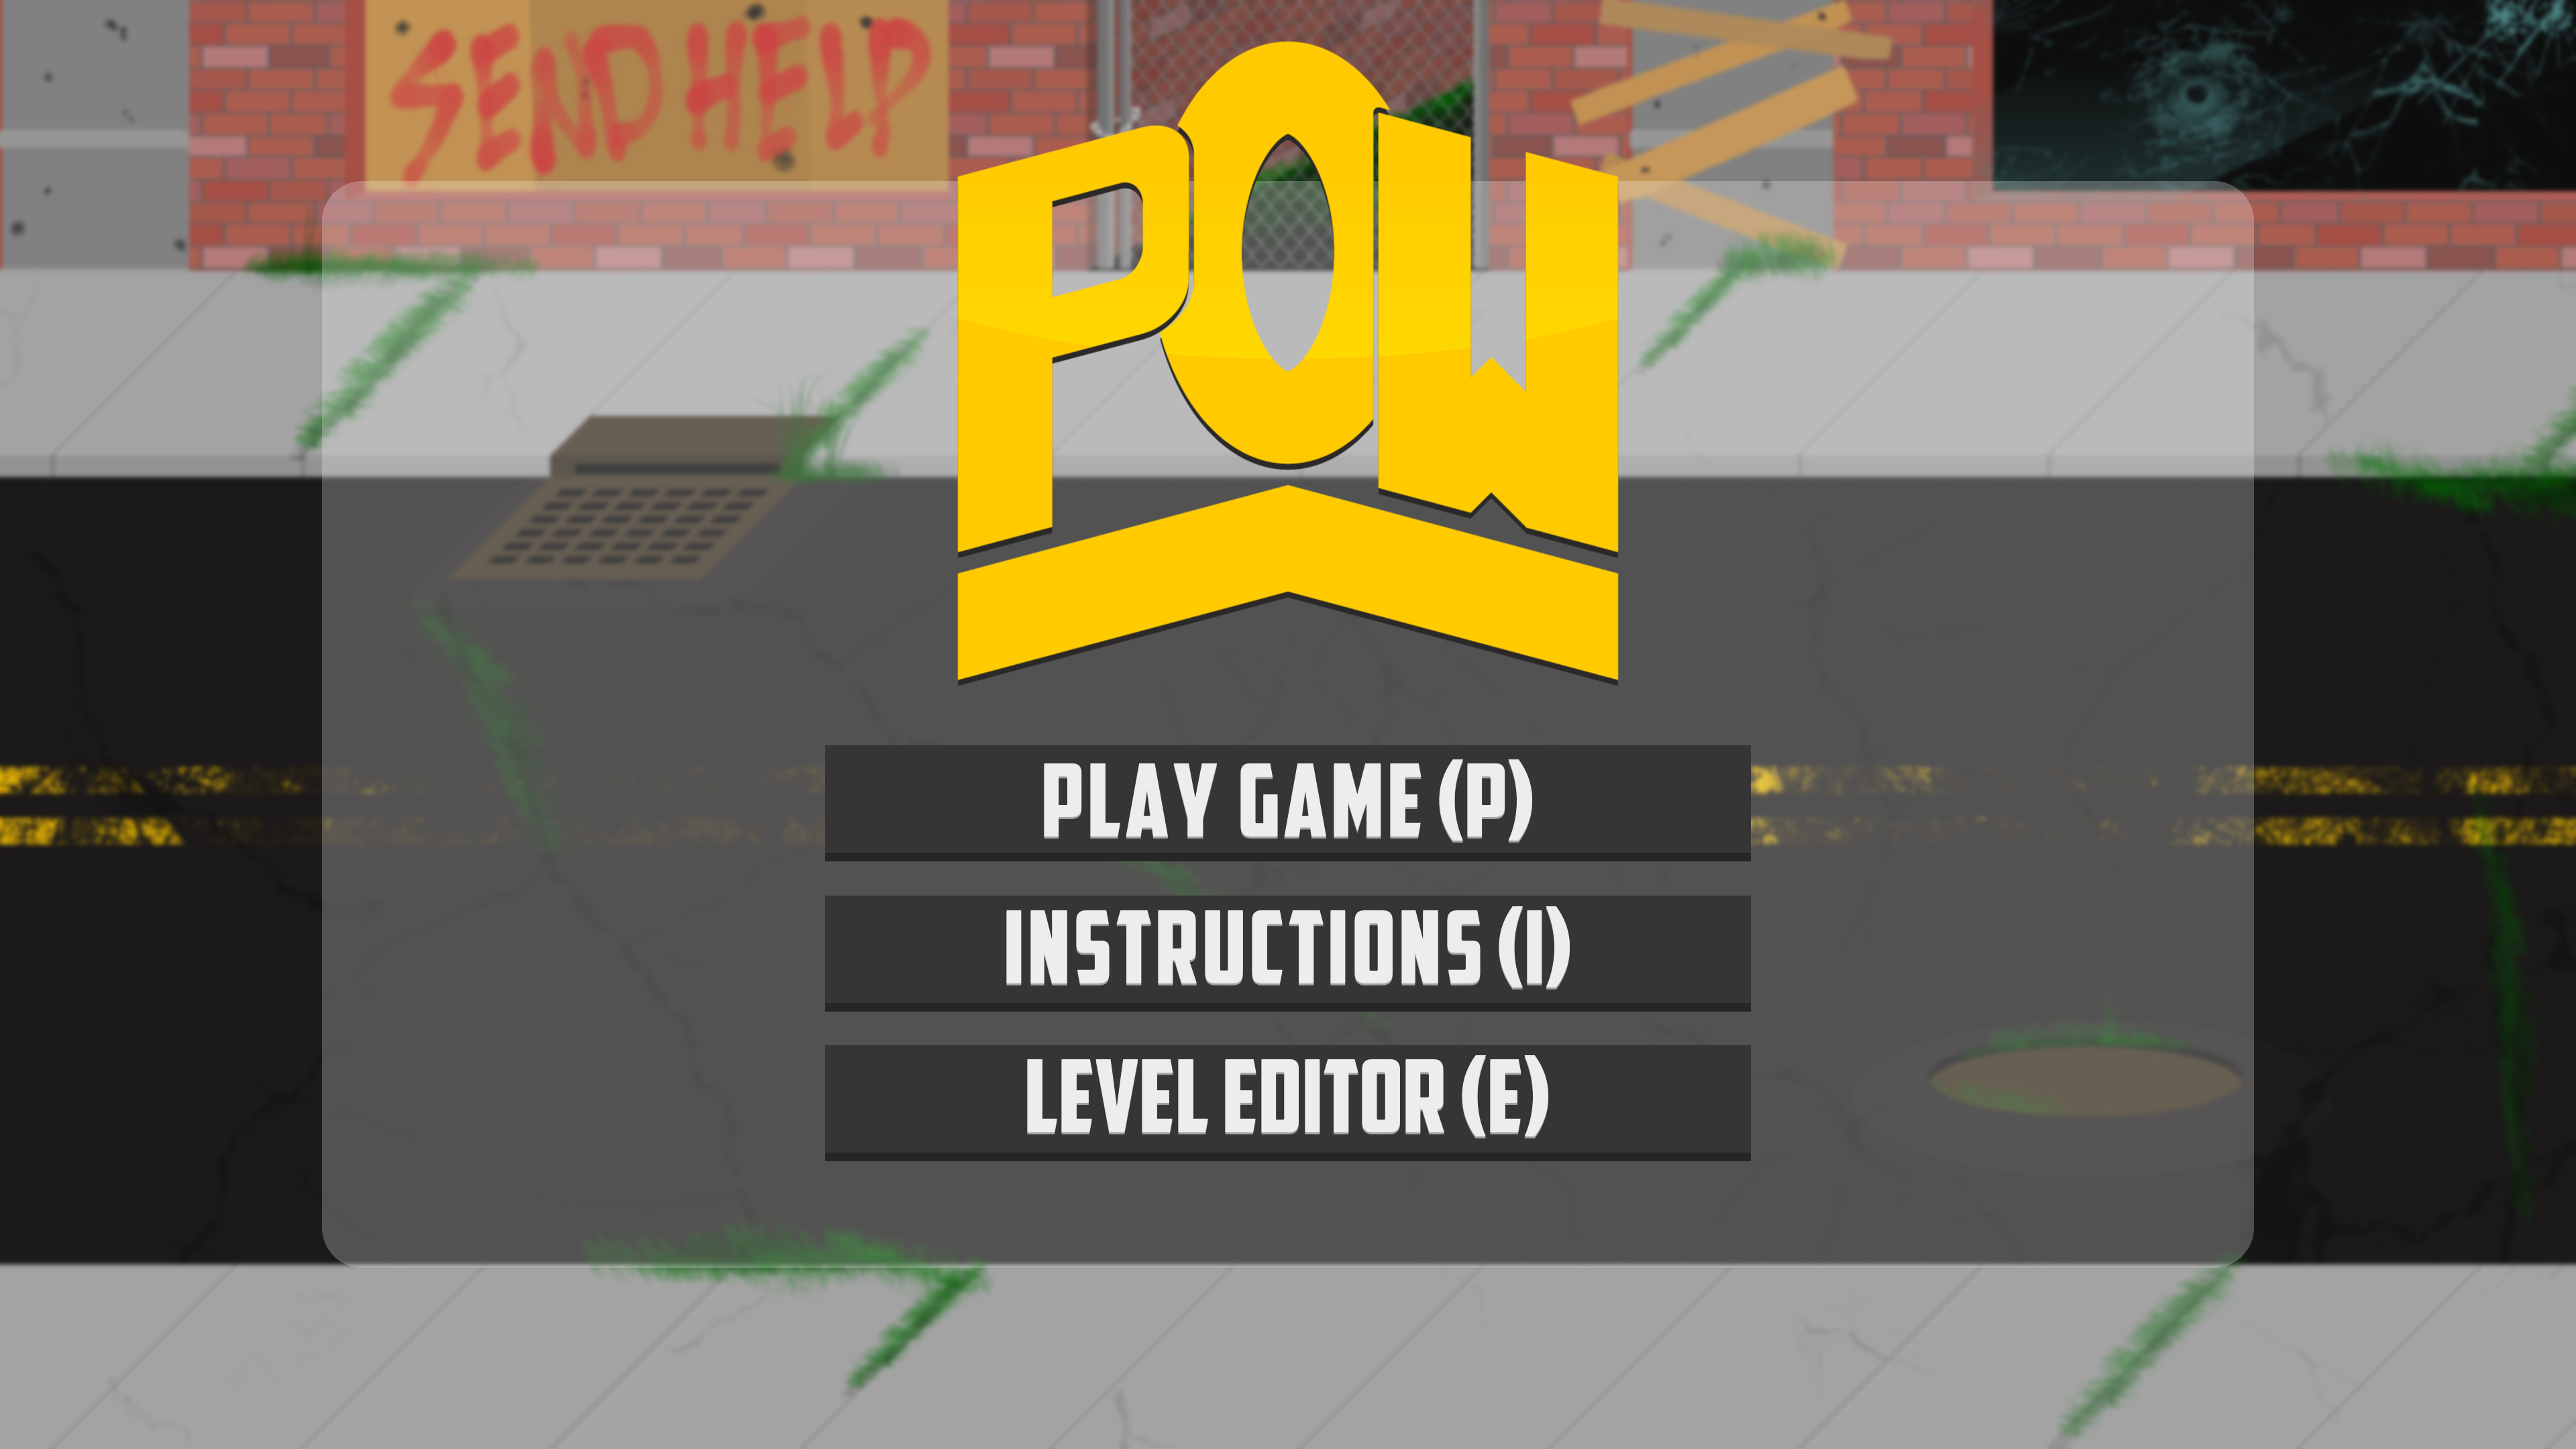 SEND HELP
POW
PLAY GAME (P)
INSTRUCTIONS (I)
LEVEL EDITOR (E)